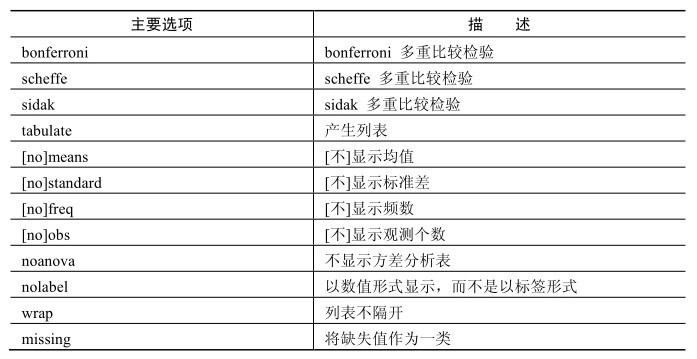 主要选项 描 述
bonferroni bonferroni 多重比较检验
scheffe scheffe 多重比较检验
sidak sidak 多重比较检验
tabulate 产生列表
[no]means [不]显示均值
[no]standard [不]显示标准差
[no]freq [不]显示频数
[no]obs [不]显示观测个数
noanova 不显示方差分析表
nolabel 以数值形式显示，而不是以标签形式
wrap 列表不隔开
missing 将缺失值作为一类